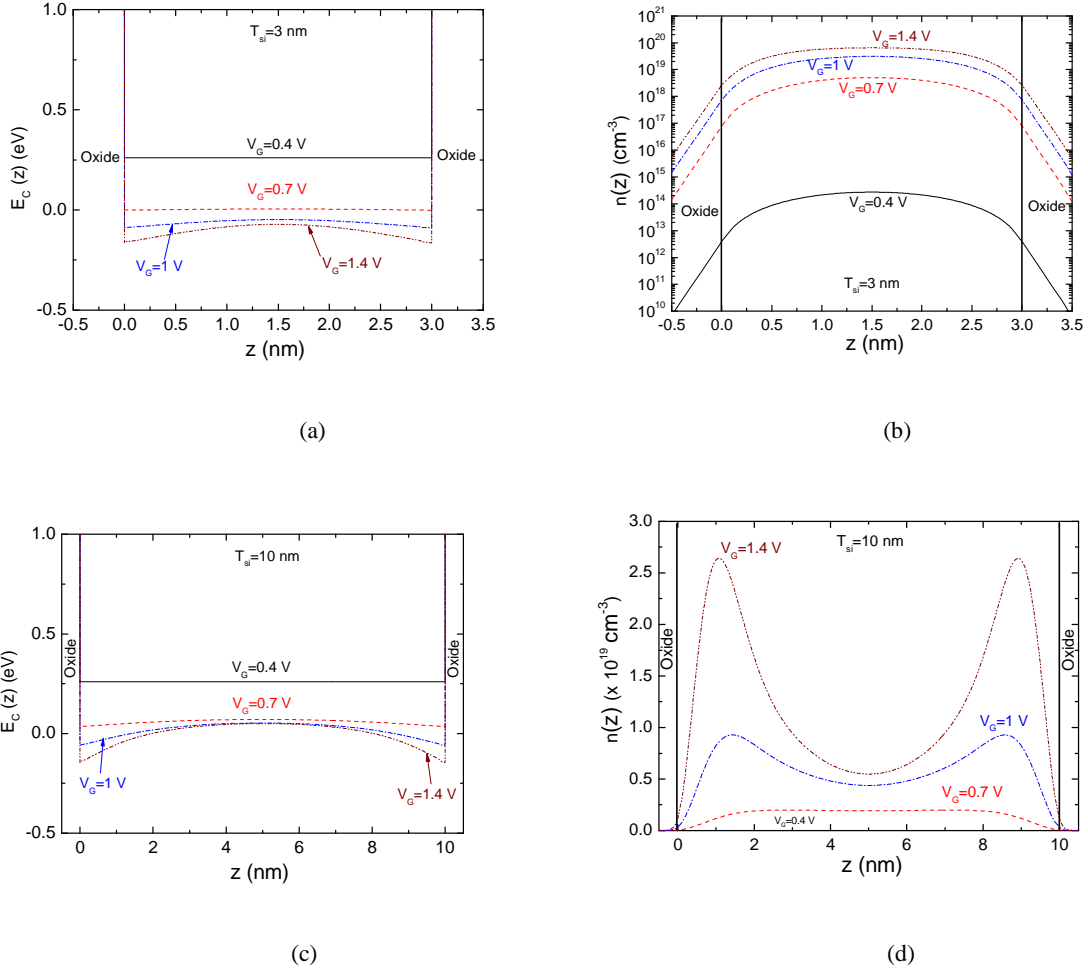 1.0
0.5
0.0
-0.5
E_C (z) (eV)
T_si=3 nm
Oxide
Oxide
V_G=0.4 V
V_G=0.7 V
V_G=1 V
V_G=1.4 V
-0.5 0.0 0.5 1.0 1.5 2.0 2.5 3.0 3.5
z (nm)
(a)
10^21
10^20
10^19
10^18
10^17
10^16
10^15
10^14
10^13
10^12
10^11
10^10
n(z) (cm^-3)
V_G=1.4 V
V_G=1V
V_G=0.7 V
Oxide
Oxide
V_G=0.4 V
T_si=3 nm
-0.5 0.0 0.5 1.0 1.5 2.0 2.5 3.0 3.5
z (nm)
(b)
1.0
0.5
0.0
-0.5
E_C (z) (eV)
T_si=10 nm
Oxide
Oxide
V_G=0.4 V
V_G=0.7 V
V_G=1 V
V_G=1.4 V
0 2 4 6 8 10
z (nm)
(c)
3.0
2.5
2.0
1.5
1.0
0.5
0.0
n(z) (x 10^19 cm^-3)
V_G=1.4 V
T_si=10 nm
Oxide
Oxide
V_G=1 V
V_G=0.7 V
V_G=0.4 V
0 2 4 6 8 10
z (nm)
(d)